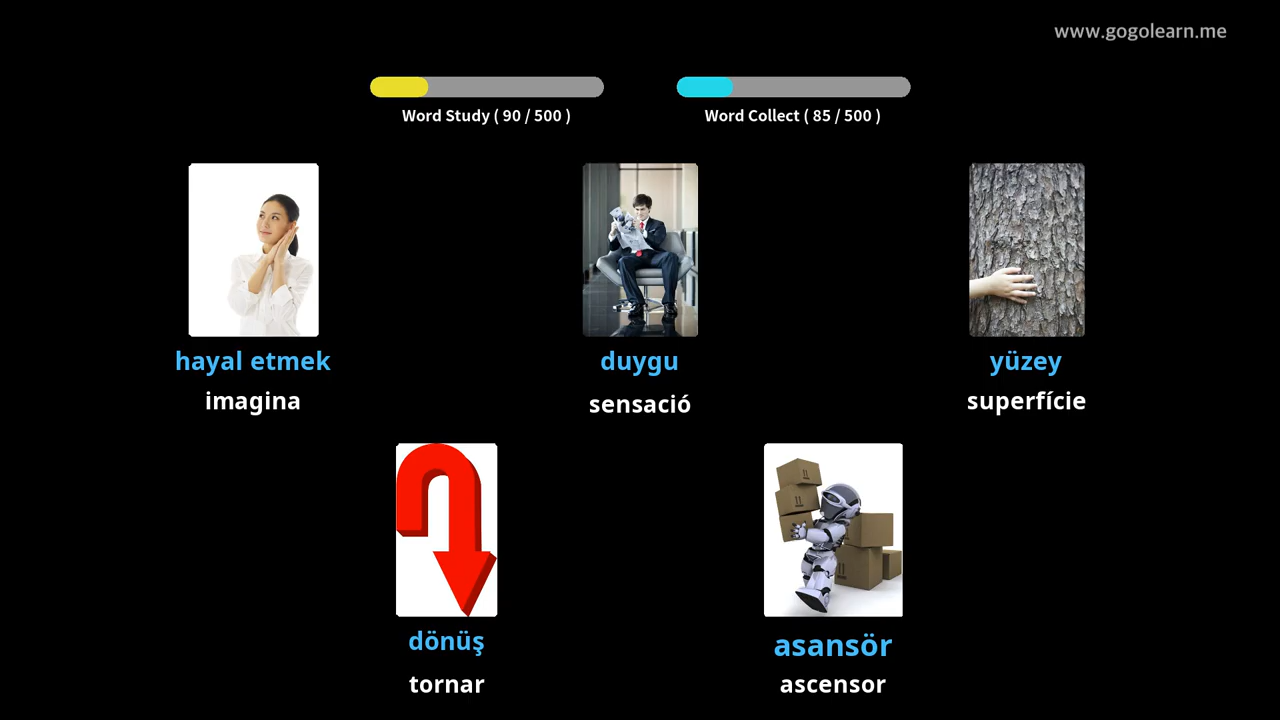 www.gogolearn.me
Word Study ( 90 / 500 )
Word Collect ( 85 / 500 )
hayal etmek
imagina
duygu
sensació
yüzey
superfície
dönüş
tornar
asansör
ascensor